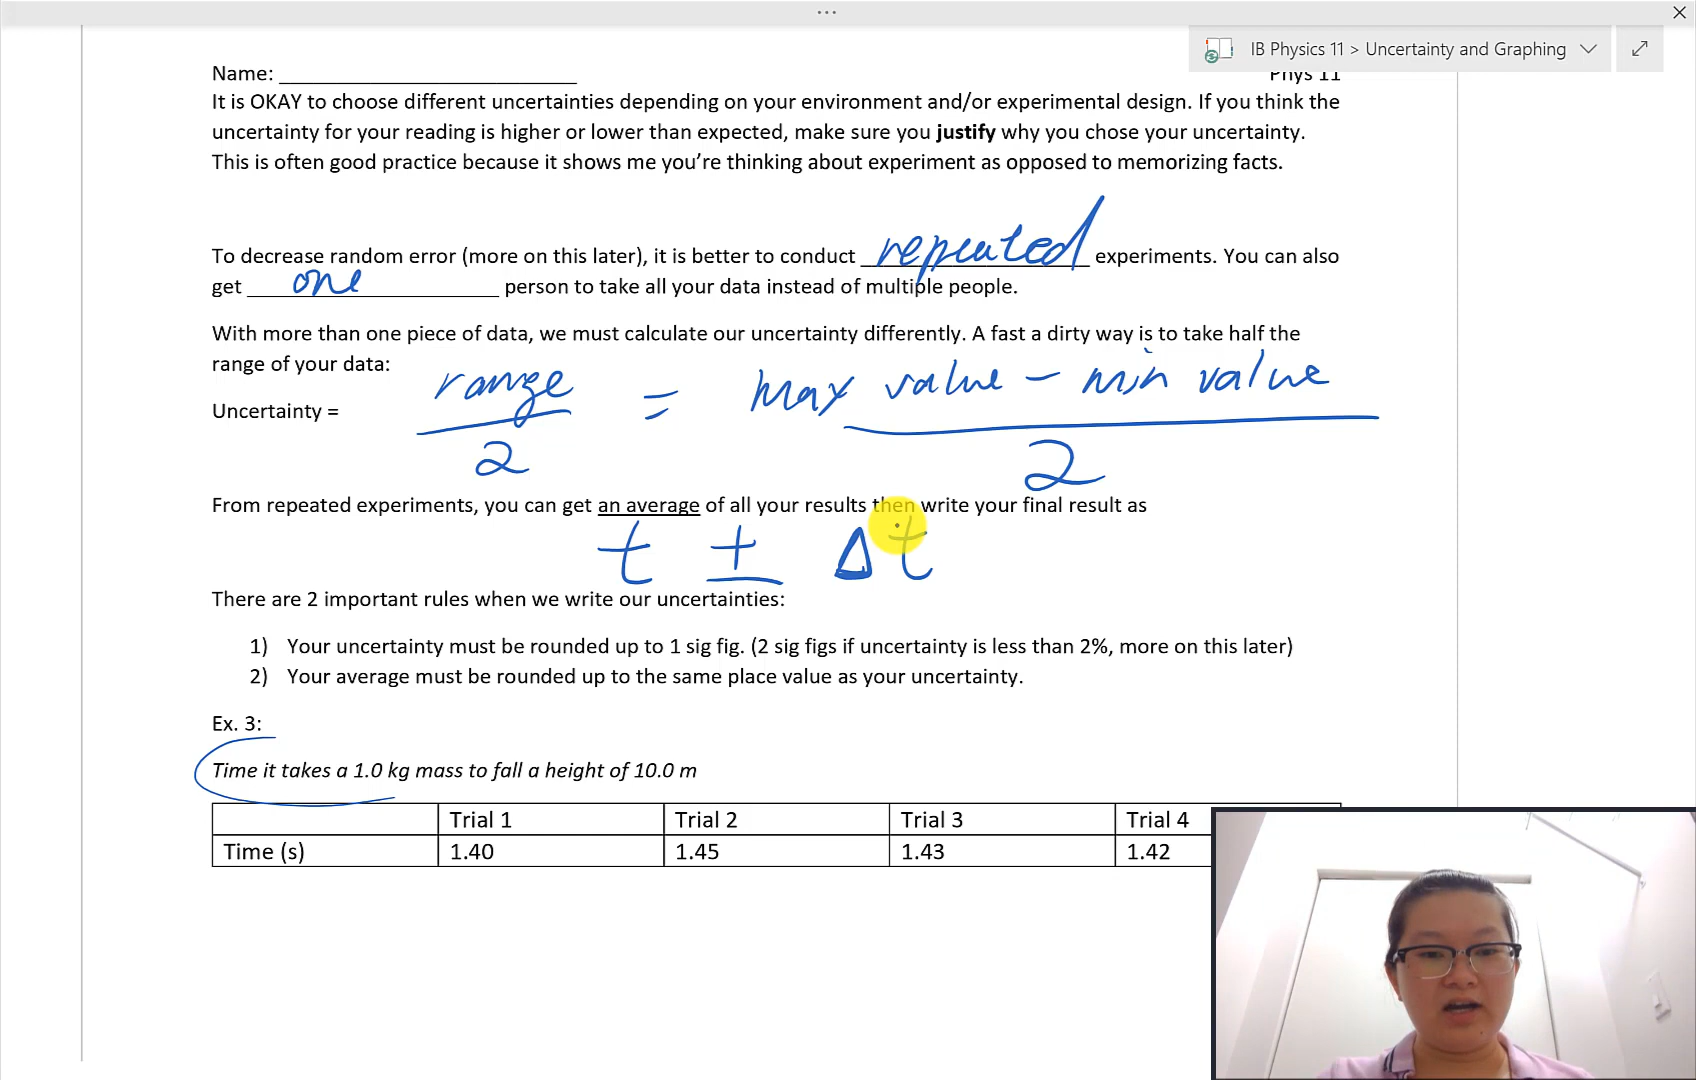 IB Physics 11 > Uncertainty and Graphing
Name: Phys 11
It is OKAY to choose different uncertainties depending on your environment and/or experimental design. If you think the
uncertainty for your reading is higher or lower than expected, make sure you justify why you chose your uncertainty.
This is often good practice because it shows me you're thinking about experiment as opposed to memorizing facts.
To decrease random error (more on this later), it is better to conduct repeated experiments. You can also
get one person to take all your data instead of multiple people.
With more than one piece of data, we must calculate our uncertainty differently. A fast a dirty way is to take half the
range of your data:
range = max value - min value
Uncertainty =
2 2
From repeated experiments, you can get an average of all your results then write your final result as
t ± Δt
There are 2 important rules when we write our uncertainties:
1) Your uncertainty must be rounded up to 1 sig fig. (2 sig figs if uncertainty is less than 2%, more on this later)
2) Your average must be rounded up to the same place value as your uncertainty.
Ex. 3:
Time it takes a 1.0 kg mass to fall a height of 10.0 m
Trial 1 Trial 2 Trial 3 Trial 4
Time (s) 1.40 1.45 1.43 1.42